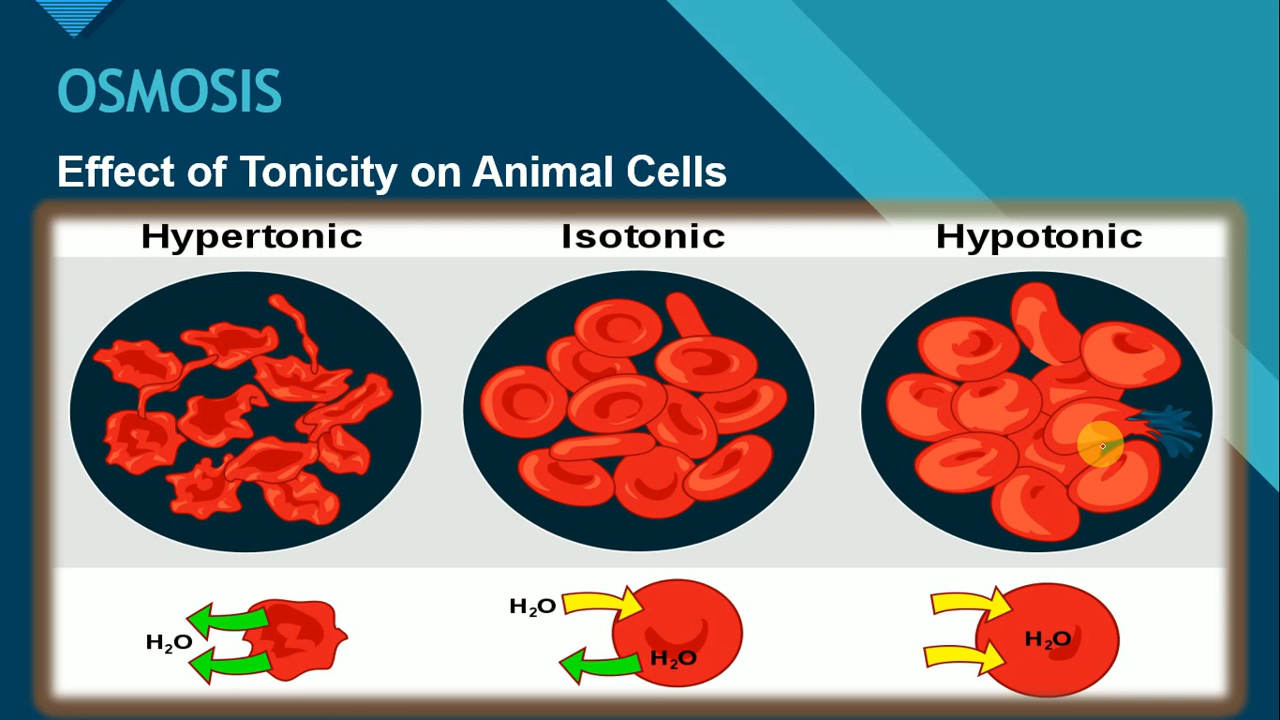 OSMOSIS
Effect of Tonicity on Animal Cells
Hypertonic Isotonic Hypotonic
H₂O
H₂O
H₂O
H₂O